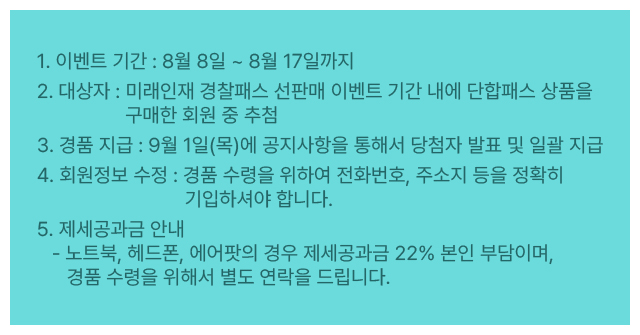 1. 이벤트 기간 : 8월 8일 ~ 8월 17일까지
2. 대상자 : 미래인재 경찰패스 선판매 이벤트 기간 내에 단합패스 상품을
구매한 회원 중 추첨
3. 경품 지급 : 9월 1일(목)에 공지사항을 통해서 당첨자 발표 및 일괄 지급
4. 회원정보 수정 : 경품 수령을 위하여 전화번호, 주소지 등을 정확히
기입하셔야 합니다.
5. 제세공과금 안내
- 노트북, 헤드폰, 에어팟의 경우 제세공과금 22% 본인 부담이며,
경품 수령을 위해서 별도 연락을 드립니다.